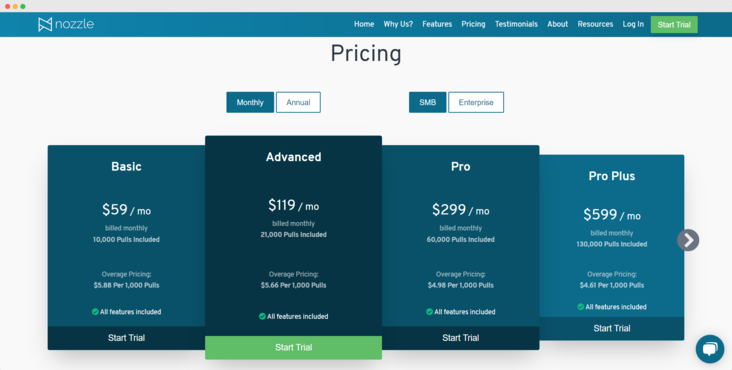 nozzle
Home Why Us? Features Pricing Testimonials About Resources Log In Start Trial
Pricing
Monthly Annual
SMB Enterprise
Basic
$59 / mo
billed monthly
10,000 Pulls Included
Overage Pricing:
$5.88 Per 1,000 Pulls
All features included
Start Trial
Advanced
$119 / mo
billed monthly
21,000 Pulls Included
Overage Pricing:
$5.66 Per 1,000 Pulls
All features included
Start Trial
Pro
$299 / mo
billed monthly
60,000 Pulls Included
Overage Pricing:
$4.98 Per 1,000 Pulls
All features included
Start Trial
Pro Plus
$599 / mo
billed monthly
130,000 Pulls Included
Overage Pricing:
$4.61 Per 1,000 Pulls
All features included
Start Trial